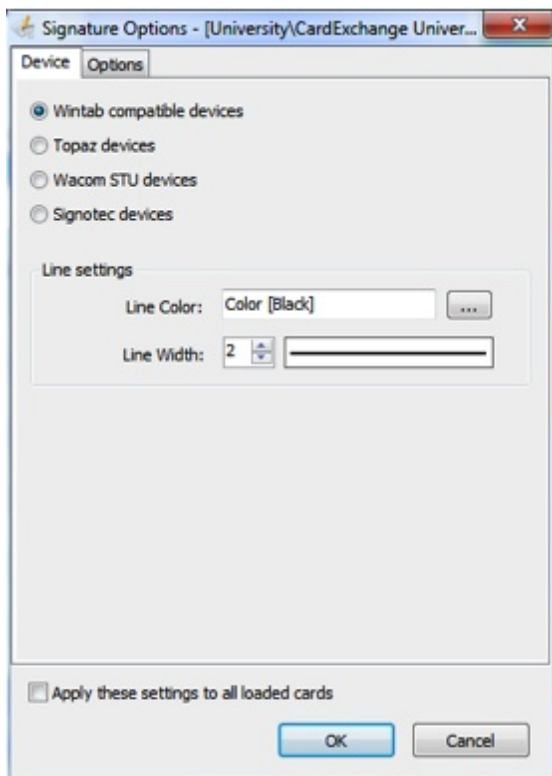 Signature Options - [University\CardExchange Univer...
Device Options
Wintab compatible devices
Topaz devices
Wacom STU devices
Signotec devices
Line settings
Line Color: Color [Black] ...
Line Width: 2
Apply these settings to all loaded cards
OK Cancel